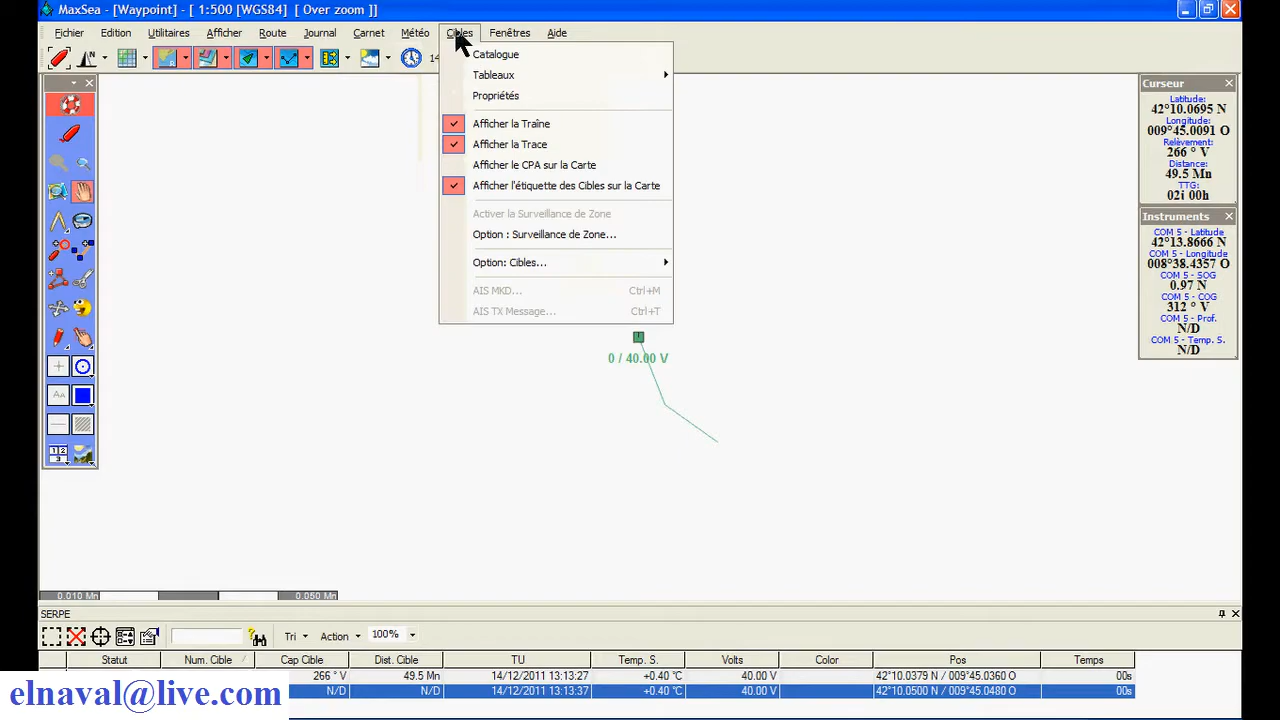 MaxSea - [Waypoint] - [ 1:500 [WGS84]  [ Over zoom ]]
Fichier Edition Utilitaires Afficher Route Journal Carnet Météo Cibles Fenêtres Aide
14
Catalogue
Tableaux
Propriétés
Afficher la Traîne
Afficher la Trace
Afficher le CPA sur la Carte
Afficher l'étiquette des Cibles sur la Carte
Activer la Surveillance de Zone
Option : Surveillance de Zone...
Option: Cibles...
AIS MKD... Ctrl+M
AIS TX Message... Ctrl+T
Curseur
Latitude:
42°10.0695 N
Longitude:
009°45.0091 O
Relèvement:
266 ° V
Distance:
49.5 Mn
TTG:
02i 00h
Instruments
COM 5 - Latitude
42°13.8666 N
COM 5 - Longitude
008°38.4357 O
COM 5 - SOG
0.97 N
COM 5 - COG
312 ° V
COM 5 - Prof.
N/D
COM 5 - Temp. S.
N/D
0 / 40.00 V
Aa
1 2
3
0.010 Mn 0.050 Mn
SERPE
Tri Action 100%
Statut Num. Cible Cap Cible Dist. Cible TU Temp. S. Volts Color Pos Temps
266 ° V 49.5 Mn 14/12/2011 13:13:27 +0.40 °C 40.00 V 42°10.0379 N / 009°45.0360 O 00s
N/D N/D 14/12/2011 13:13:37 +0.40 °C 40.00 V 42°10.0500 N / 009°45.0480 O 00s
elnaval@live.com